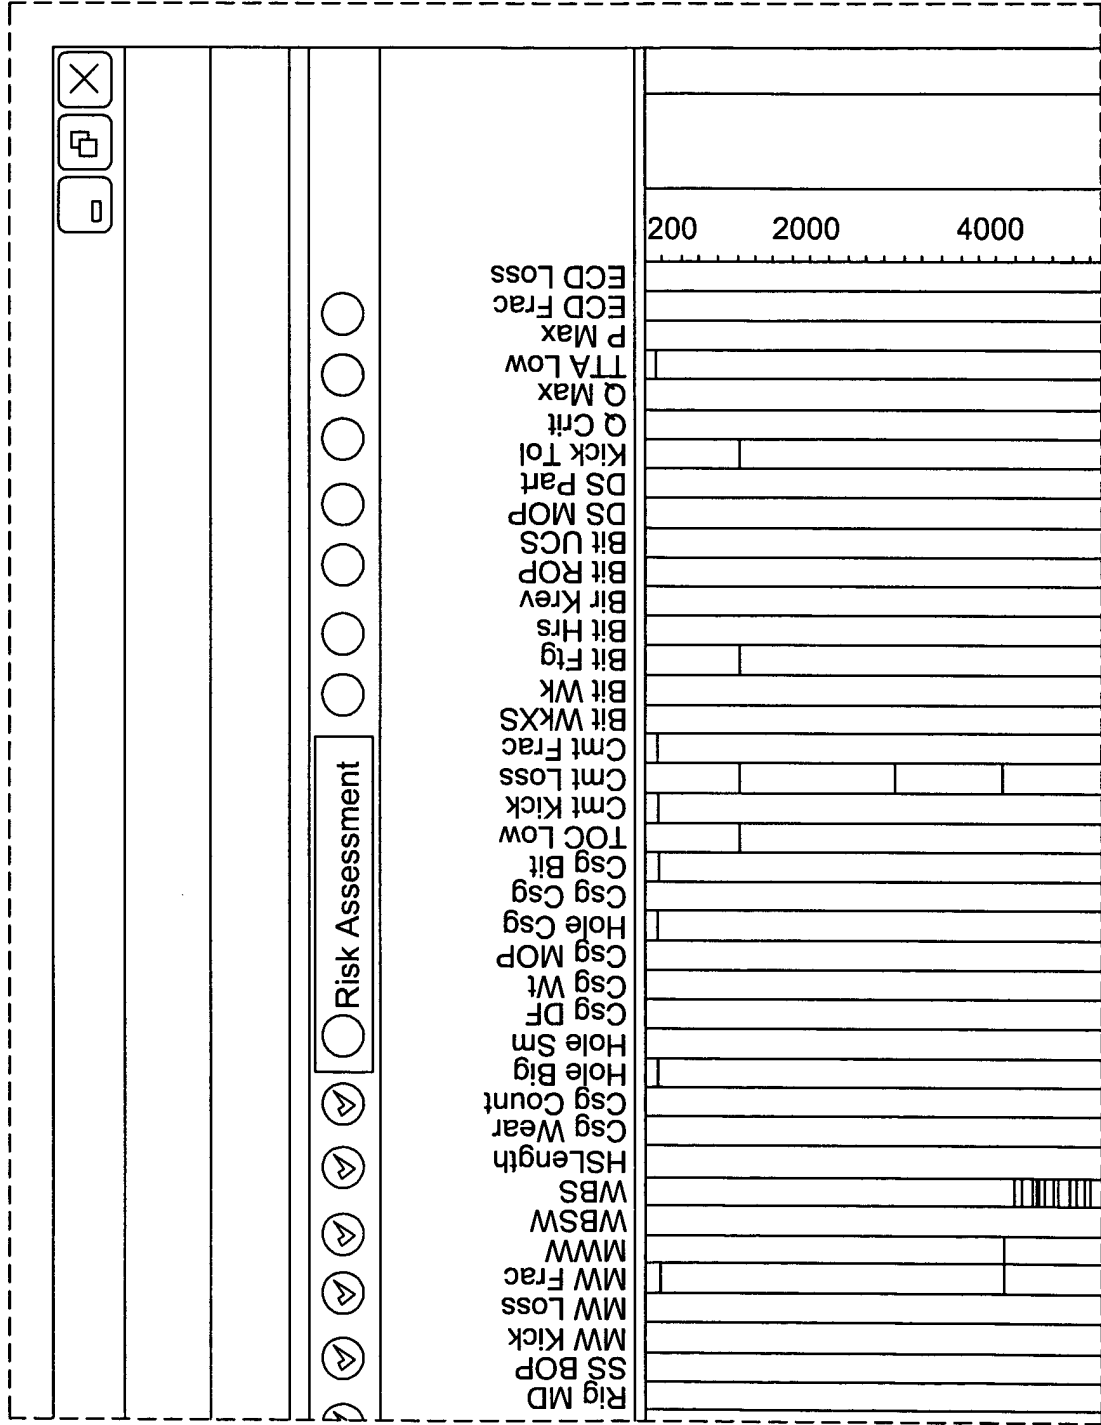 Risk Assessment
200
2000
4000
ECD Loss
ECD Frac
P Max
TTA Low
Q Max
Q Crit
Kick Tol
DS Part
DS MOP
Bit UCS
Bit ROP
Bir Krev
Bit Hrs
Bit Ftg
Bit Wk
Bit WkXS
Cmt Frac
Cmt Loss
Cmt Kick
TOC Low
Csg Bit
Csg Csg
Hole Csg
Csg MOP
Csg Wt
Csg DF
Hole Sm
Hole Big
Csg Count
Csg Wear
HSLength
WBS
WBSW
MWW
MW Frac
MW Loss
MW Kick
SS BOP
Rig MD